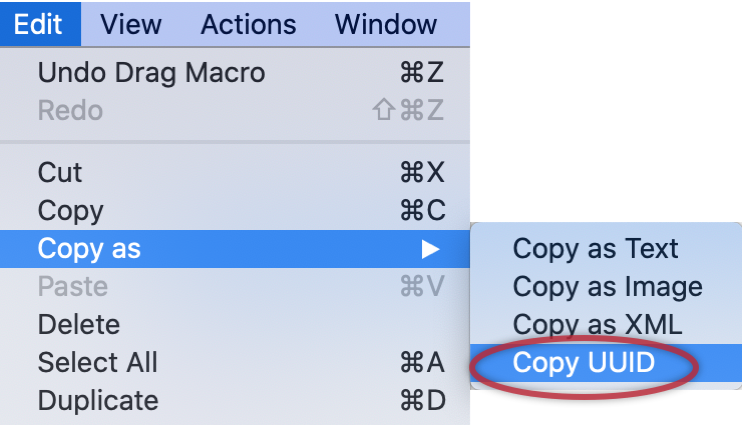 Edit View Actions Window
Undo Drag Macro ⌘Z
Redo ⇧⌘Z
Cut ⌘X
Copy ⌘C
Copy as ▶
Copy as Text
Paste ⌘V
Copy as Image
Delete
Copy as XML
Select All ⌘A
Copy UUID
Duplicate ⌘D